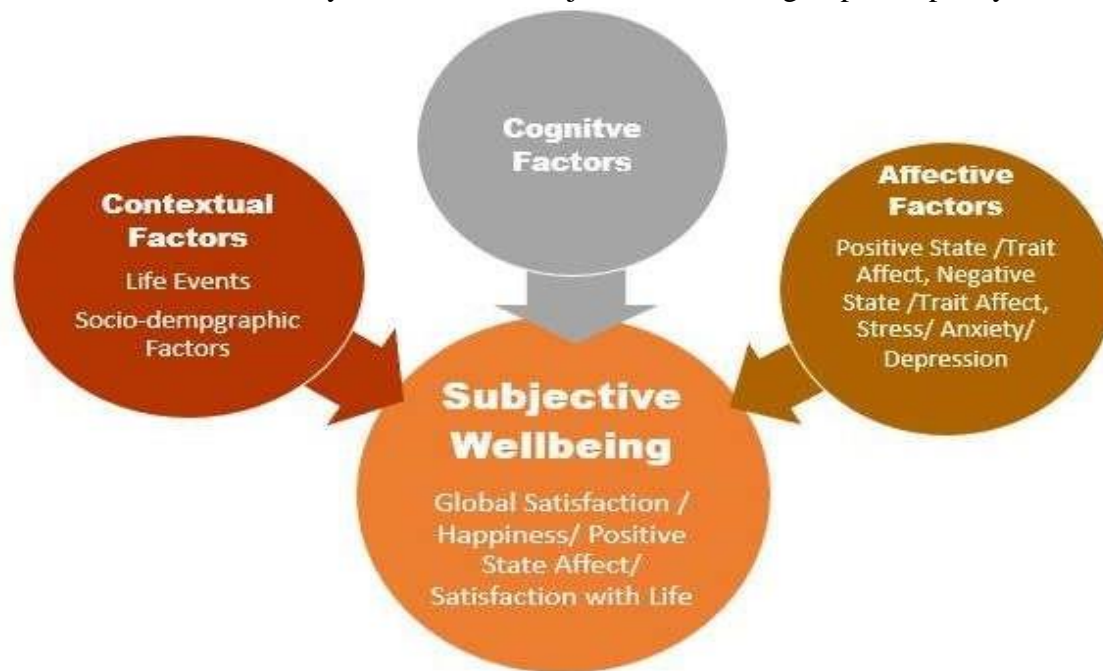 Cognitve
Factors
Contextual
Factors
Life Events
Socio-dempgraphic
Factors
Affective
Factors
Positive State /Trait
Affect, Negative
State /Trait Affect,
Stress/ Anxiety/
Depression
Subjective
Wellbeing
Global Satisfaction /
Happiness/ Positive
State Affect/
Satisfaction with Life